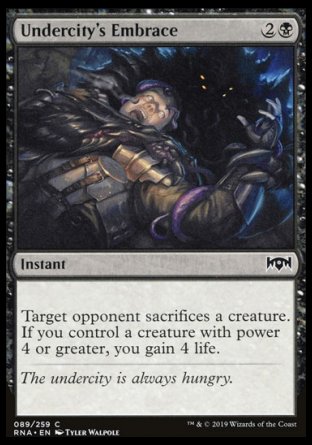 Undercity's Embrace 2
Instant
Target opponent sacrifices a creature.
If you control a creature with power
4 or greater, you gain 4 life.
The undercity is always hungry.
089/259 C
RNA • EN Tyler Walpole ™ & © 2019 Wizards of the Coast